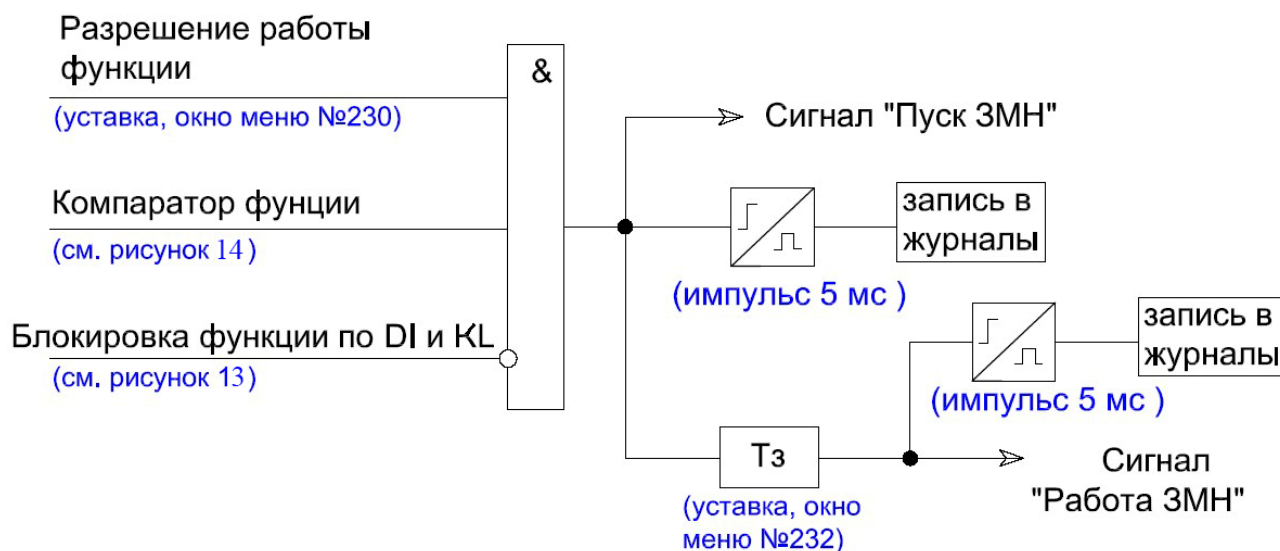 Разрешение работы
функции
(уставка, окно меню №230)
&
Сигнал "Пуск ЗМН"
Компаратор фунции
(см. рисунок 14)
запись в
журналы
(импульс 5 мс )
Блокировка функции по DI и KL
(см. рисунок 13)
запись в
журналы
(импульс 5 мс )
Тз
(уставка, окно
меню №232)
Сигнал
"Работа ЗМН"